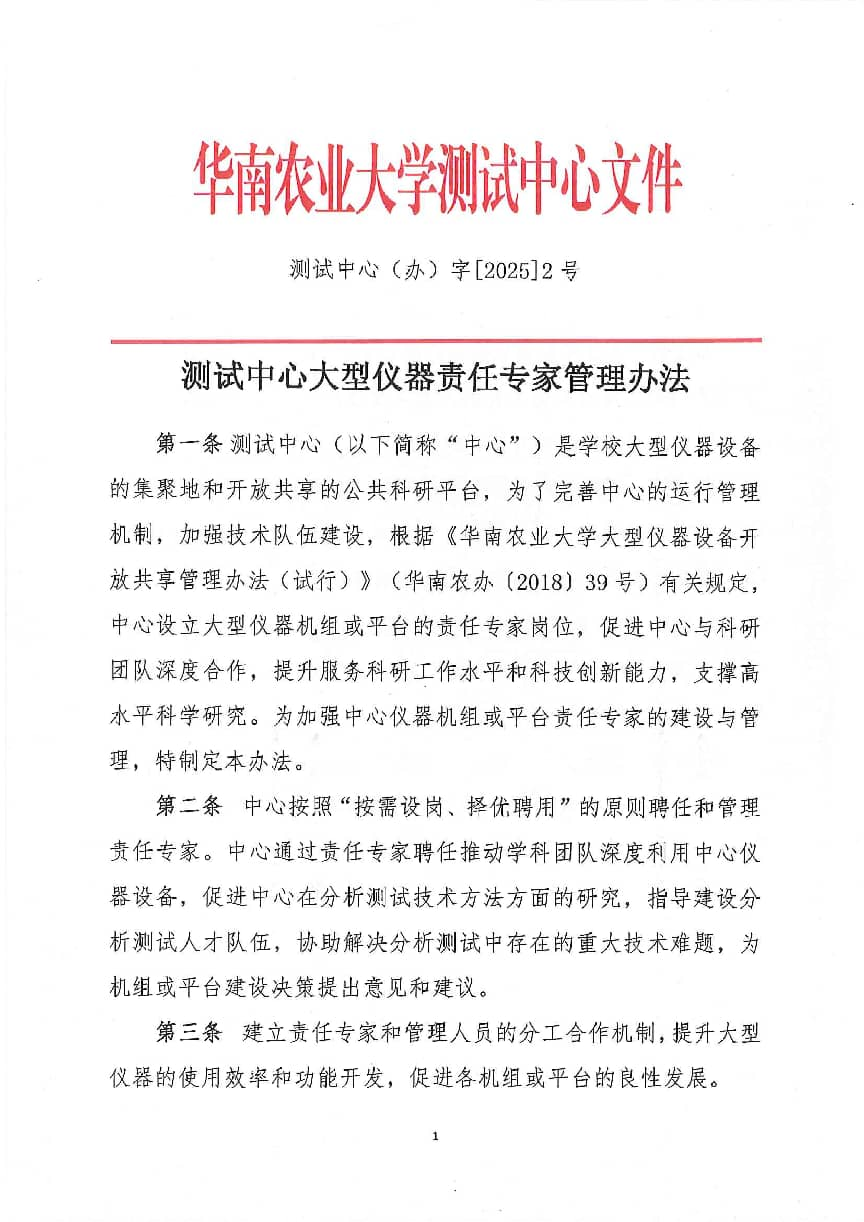 华南农业大学测试中心文件
测试中心（办）字[2025]2 号
测试中心大型仪器责任专家管理办法
第一条 测试中心（以下简称“中心”）是学校大型仪器设备
的集聚地和开放共享的公共科研平台，为了完善中心的运行管理
机制，加强技术队伍建设，根据《华南农业大学大型仪器设备开
放共享管理办法（试行）》（华南农办〔2018〕39 号）有关规定，
中心设立大型仪器机组或平台的责任专家岗位，促进中心与科研
团队深度合作，提升服务科研工作水平和科技创新能力，支撑高
水平科学研究。为加强中心仪器机组或平台责任专家的建设与管
理，特制定本办法。
第二条 中心按照“按需设岗、择优聘用”的原则聘任和管理
责任专家。中心通过责任专家聘任推动学科团队深度利用中心仪
器设备，促进中心在分析测试技术方法方面的研究，指导建设分
析测试人才队伍，协助解决分析测试中存在的重大技术难题，为
机组或平台建设决策提出意见和建议。
第三条 建立责任专家和管理人员的分工合作机制，提升大型
仪器的使用效率和功能开发，促进各机组或平台的良性发展。
1